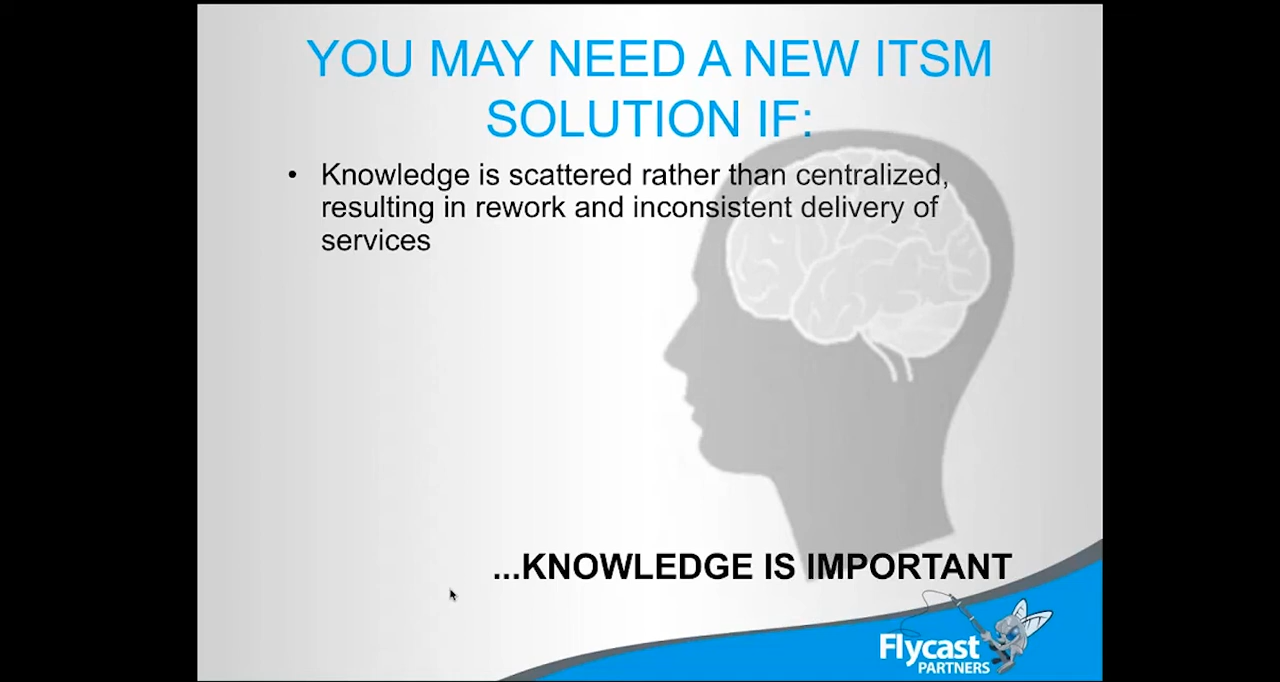 YOU MAY NEED A NEW ITSM
SOLUTION IF:
• Knowledge is scattered rather than centralized,
resulting in rework and inconsistent delivery of
services
...KNOWLEDGE IS IMPORTANT
Flycast
PARTNERS